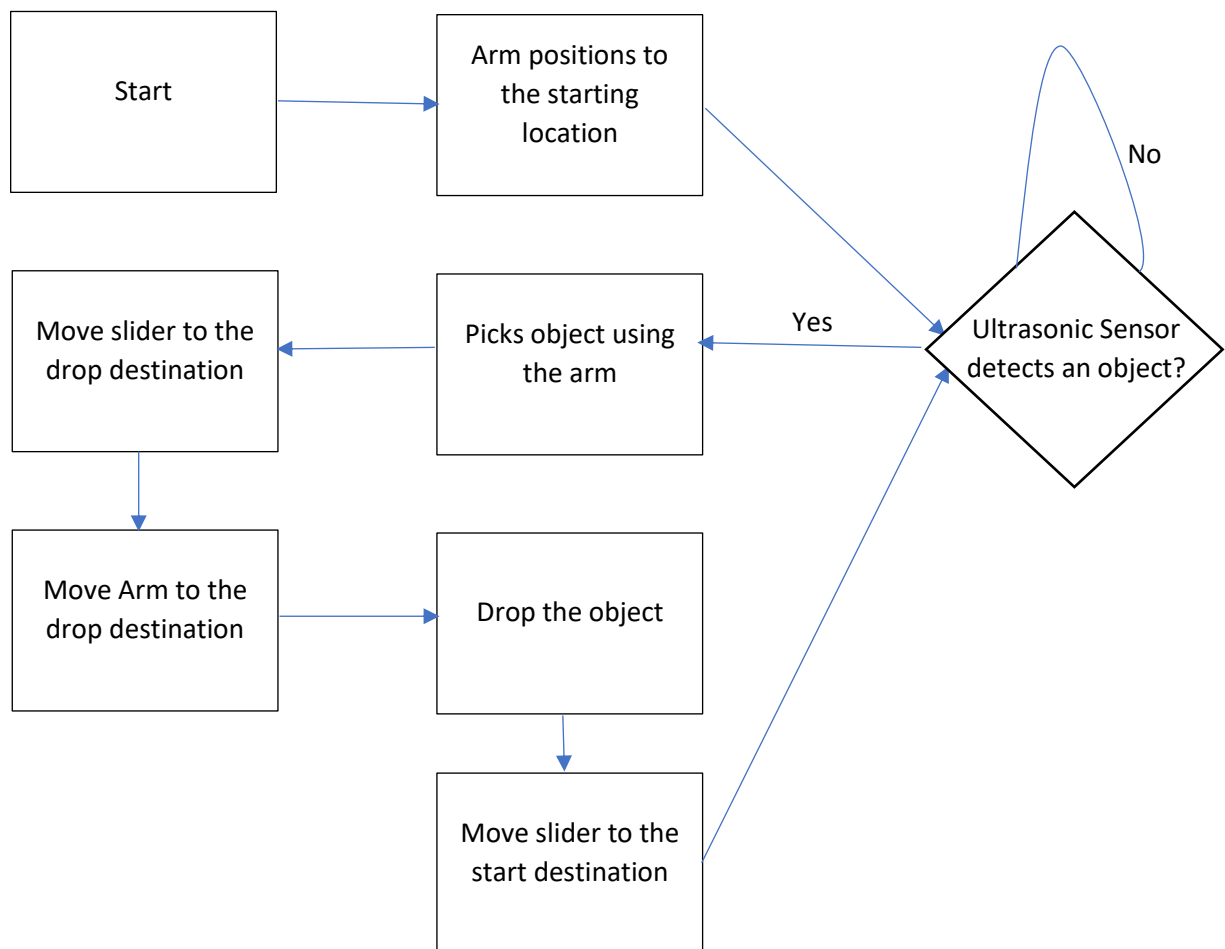 Start
Arm positions to
the starting
location
No
Ultrasonic Sensor
detects an object?
Yes
Picks object using
the arm
Move slider to the
drop destination
Move Arm to the
drop destination
Drop the object
Move slider to the
start destination